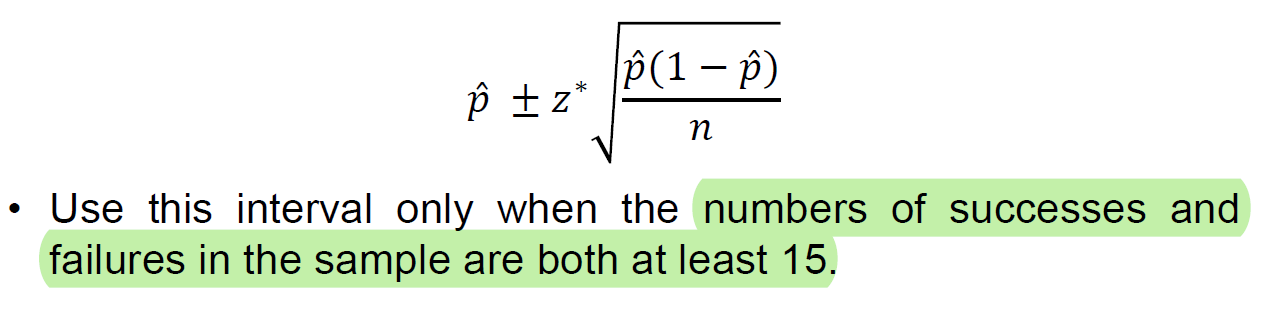 p̂ ± z* √(p̂(1 − p̂)/n)
• Use this interval only when the numbers of successes and
failures in the sample are both at least 15.